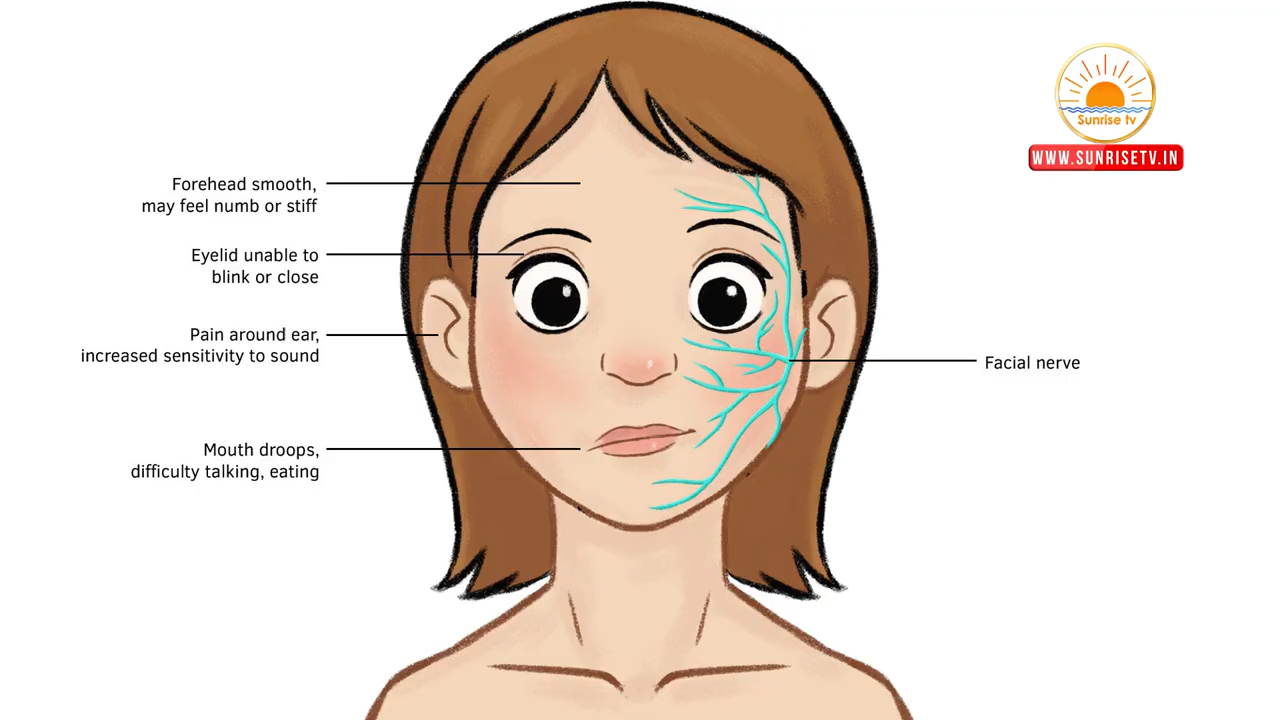 Forehead smooth,
may feel numb or stiff
Eyelid unable to
blink or close
Pain around ear,
increased sensitivity to sound
Mouth droops,
difficulty talking, eating
Facial nerve
Sunrise tv
WWW.SUNRISETV.IN